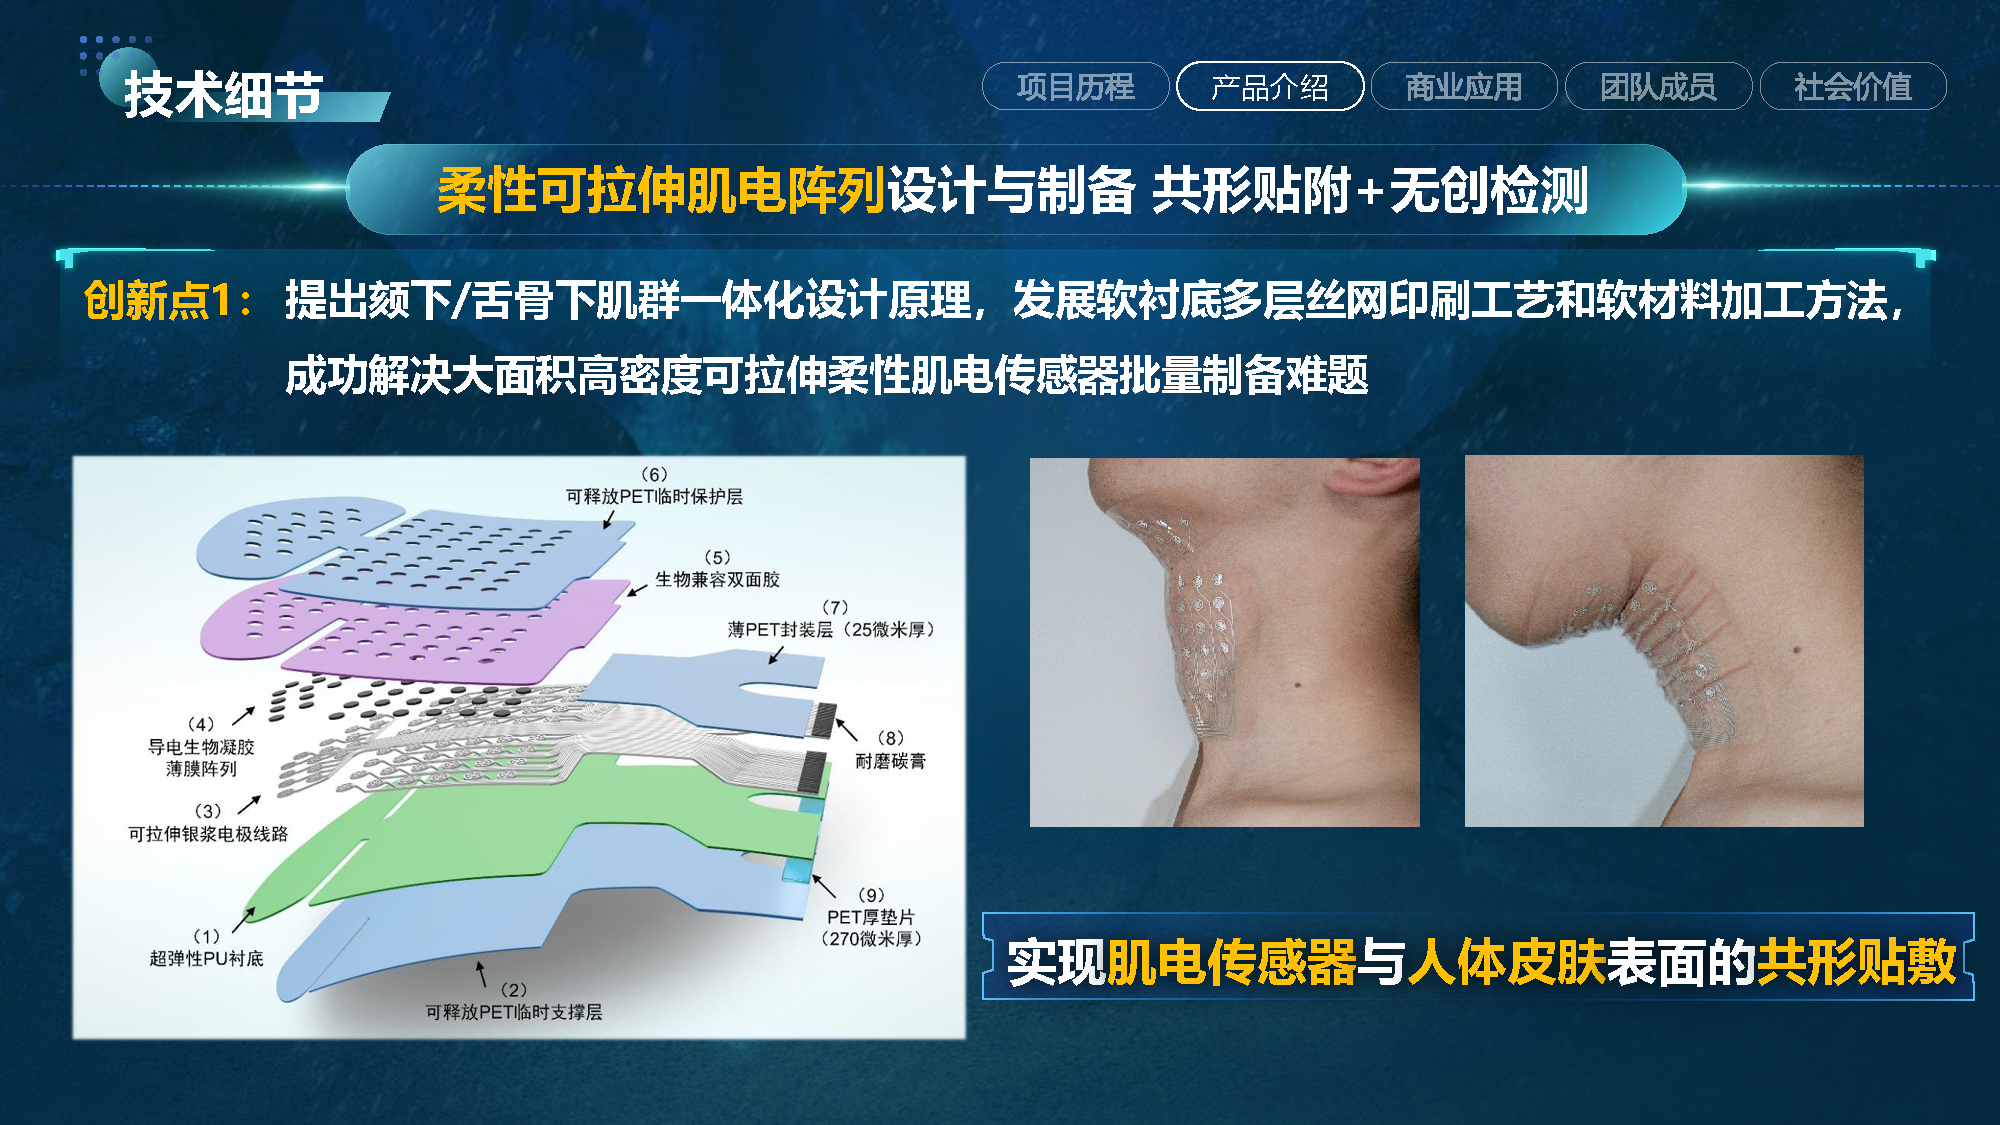 技术细节
项目历程
产品介绍
商业应用
团队成员
社会价值
柔性可拉伸肌电阵列设计与制备 共形贴附+无创检测
创新点1： 提出颏下/舌骨下肌群一体化设计原理，发展软衬底多层丝网印刷工艺和软材料加工方法，
成功解决大面积高密度可拉伸柔性肌电传感器批量制备难题
（6）
可释放PET临时保护层
（5）
生物兼容双面胶
（7）
薄PET封装层（25微米厚）
（4）
导电生物凝胶
薄膜阵列
（8）
耐磨碳膏
（3）
可拉伸银浆电极线路
（9）
PET厚垫片
（270微米厚）
（1）
超弹性PU衬底
（2）
可释放PET临时支撑层
实现肌电传感器与人体皮肤表面的共形贴敷